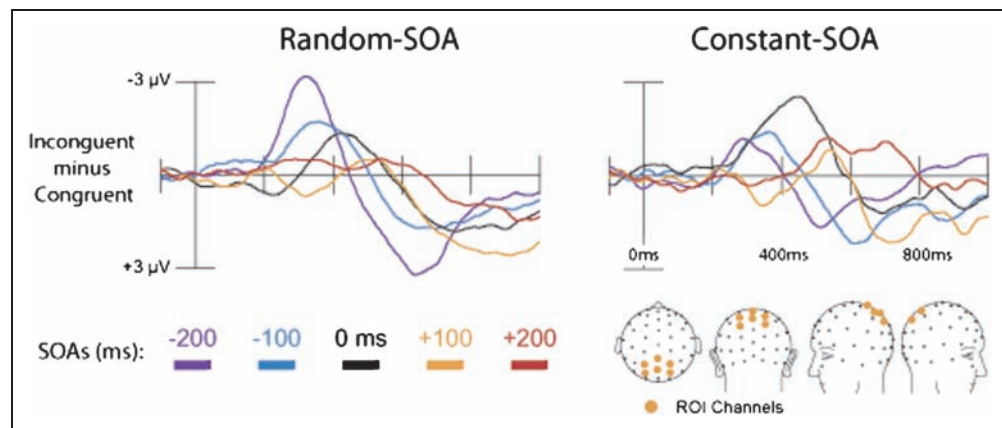 Random-SOA
Constant-SOA
-3 µV
Inconguent
minus
Congruent
+3 µV
0ms
400ms
800ms
SOAs (ms):
-200
-100
0 ms
+100
+200
ROI Channels